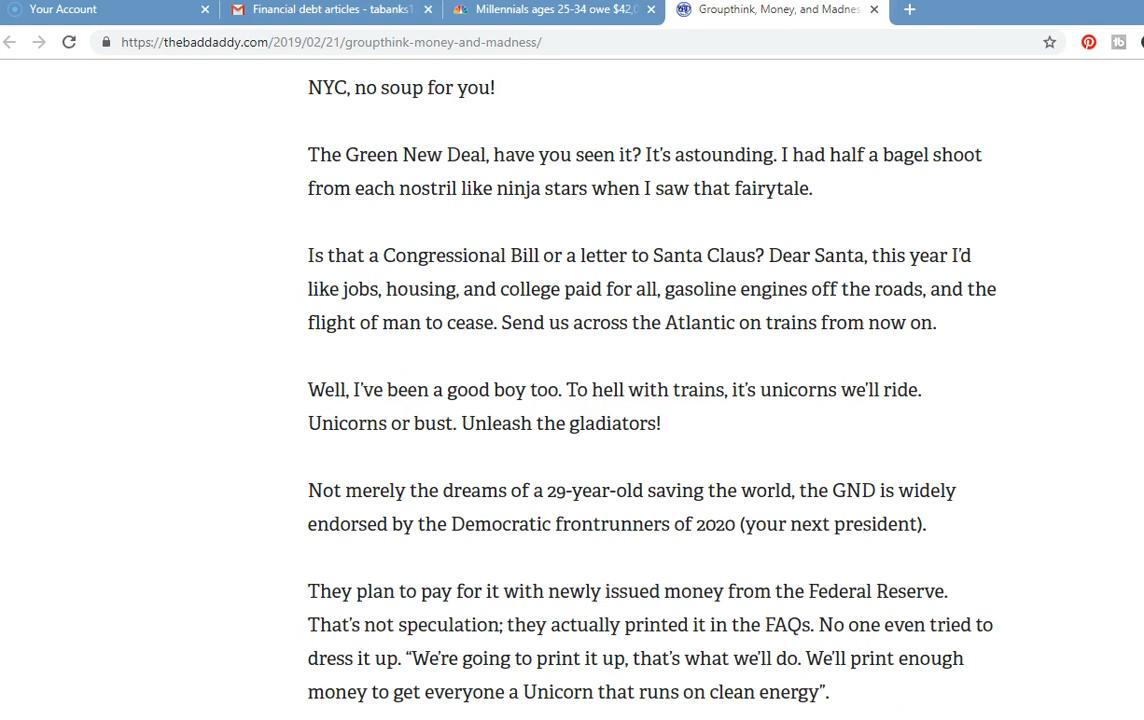 Your Account
Financial debt articles - tabanks1
Millennials ages 25-34 owe $42,0
Groupthink, Money, and Madnes
https://thebaddaddy.com/2019/02/21/groupthink-money-and-madness/
NYC, no soup for you!
The Green New Deal, have you seen it? It’s astounding. I had half a bagel shoot
from each nostril like ninja stars when I saw that fairytale.
Is that a Congressional Bill or a letter to Santa Claus? Dear Santa, this year I’d
like jobs, housing, and college paid for all, gasoline engines off the roads, and the
flight of man to cease. Send us across the Atlantic on trains from now on.
Well, I’ve been a good boy too. To hell with trains, it’s unicorns we’ll ride.
Unicorns or bust. Unleash the gladiators!
Not merely the dreams of a 29-year-old saving the world, the GND is widely
endorsed by the Democratic frontrunners of 2020 (your next president).
They plan to pay for it with newly issued money from the Federal Reserve.
That’s not speculation; they actually printed it in the FAQs. No one even tried to
dress it up. “We’re going to print it up, that’s what we’ll do. We’ll print enough
money to get everyone a Unicorn that runs on clean energy”.